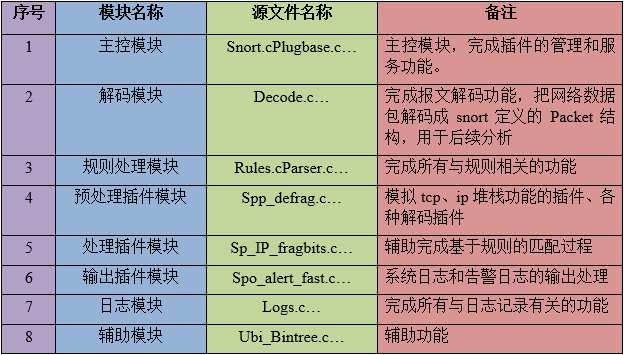 序号 模块名称 源文件名称 备注
1 主控模块 Snort.cPlugbase.c… 主控模块，完成插件的管理和服
务功能。
2 解码模块 Decode.c… 完成报文解码功能，把网络数据
包解码成 snort 定义的 Packet 结
构，用于后续分析
3 规则处理模块 Rules.cParser.c… 完成所有与规则相关的功能
4 预处理插件模块 Spp_defrag.c… 模拟 tcp、ip 堆栈功能的插件、各
种解码插件
5 处理插件模块 Sp_IP_fragbits.c… 辅助完成基于规则的匹配过程
6 输出插件模块 Spo_alert_fast.c… 系统日志和告警日志的输出处理
7 日志模块 Logs.c… 完成所有与日志记录有关的功能
8 辅助模块 Ubi_Bintree.c… 辅助功能